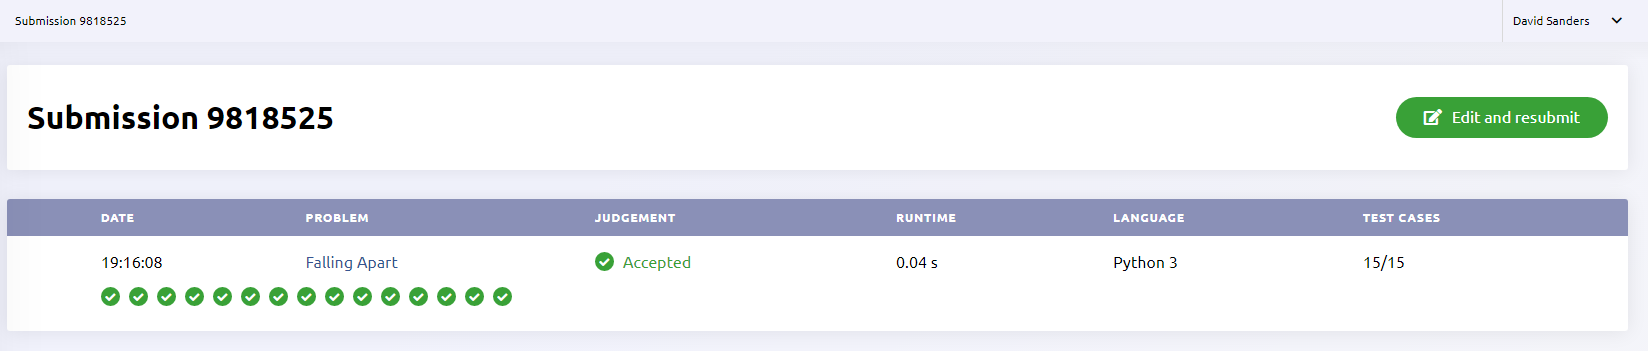 Submission 9818525
David Sanders
Submission 9818525
Edit and resubmit
DATE PROBLEM JUDGEMENT RUNTIME LANGUAGE TEST CASES
19:16:08 Falling Apart Accepted 0.04 s Python 3 15/15